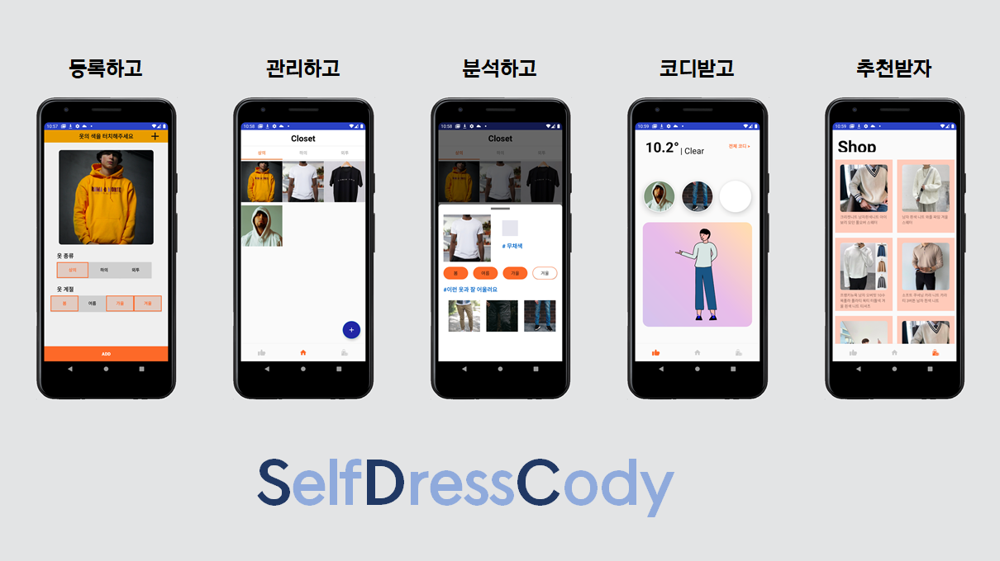 등록하고
관리하고
분석하고
코디받고
추천받자
10:57
옷의 색을 터치해주세요
옷 종류
상의
하의
외투
옷 계절
봄
여름
가을
겨울
ADD
10:58
Closet
상의
하의
외투
+
10:58
Closet
상의
하의
외투
# 무채색
봄
여름
가을
겨울
#이런 옷과 잘 어울려요
10:59
10.2° | Clear
전체 코디 >
10:59
Shop
SelfDressCody